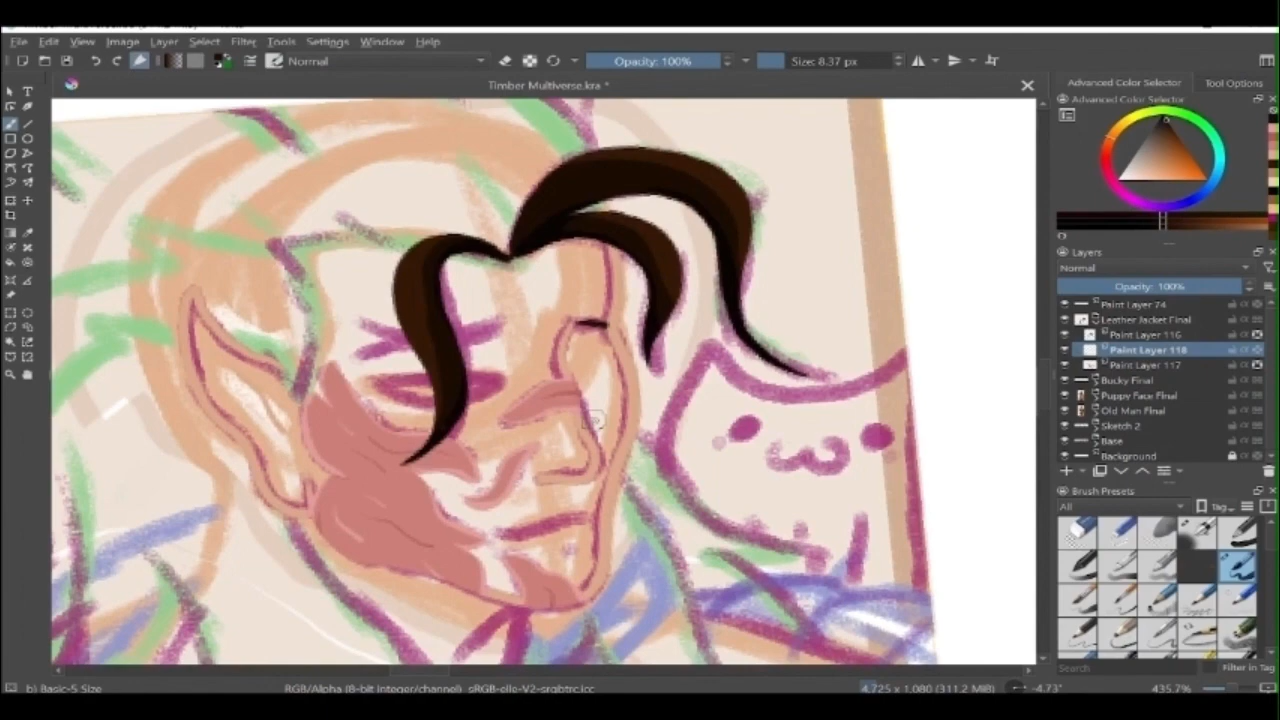 File Edit View Image Layer Select Filter Tools Settings Window Help
Normal Opacity: 100% Size: 8.37 px
Timber Multiverse.kra *
Advanced Color Selector Tool Options
Advanced Color Selector
Layers
Normal
Opacity: 100%
Paint Layer 74
Leather Jacket Final
Paint Layer 116
Paint Layer 118
Paint Layer 117
Bucky Final
Puppy Face Final
Old Man Final
Sketch 2
Base
Background
Brush Presets
All Tag
Search Filter in Tag
b) Basic-5 Size RGB/Alpha (8-bit integer/channel) sRGB-elle-V2-srgbtrc.icc 4,725 x 1,080 (311.2 MiB) -4.73° 435.7%